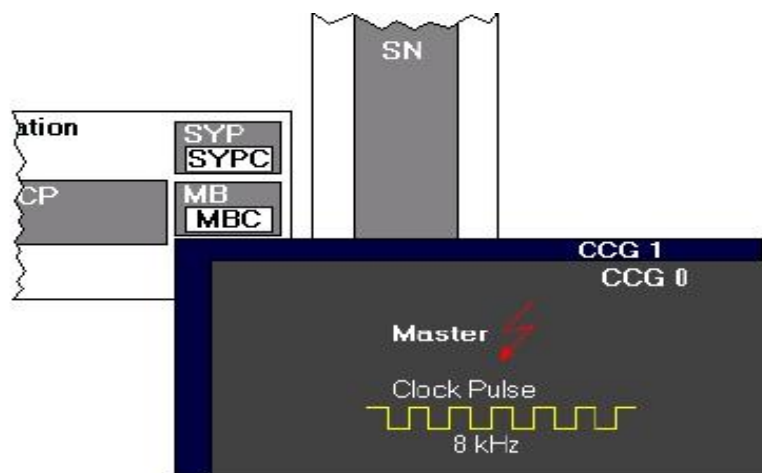 SN
ation
SYP
SYPC
CP
MB
MBC
CCG 1
CCG 0
Master
Clock Pulse
8 kHz